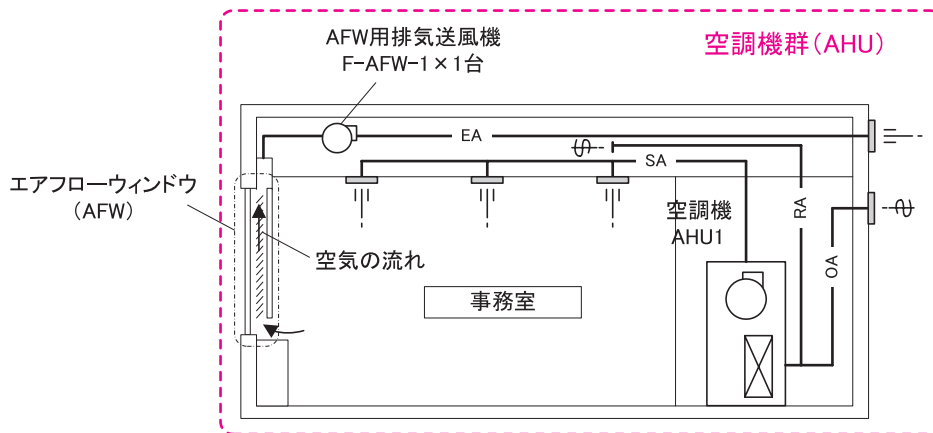 AFW用排気送風機
F-AFW-1×1台
空調機群(AHU)
EA
SA
エアフローウィンドウ
(AFW)
空気の流れ
空調機
AHU1
RA
OA
事務室